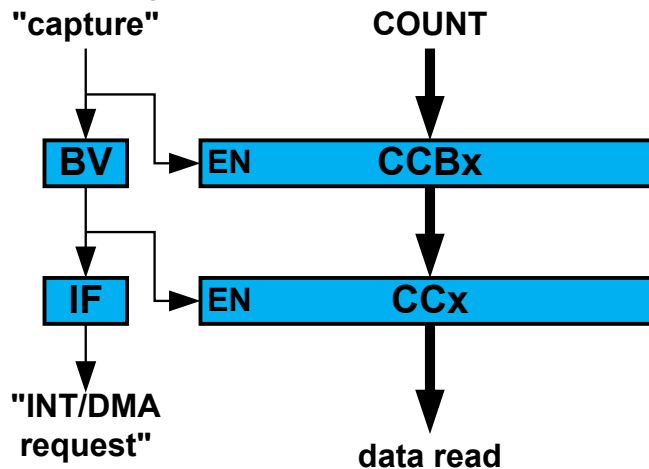 "capture"
COUNT
BV
EN
CCBx
IF
EN
CCx
"INT/DMA
request"
data read